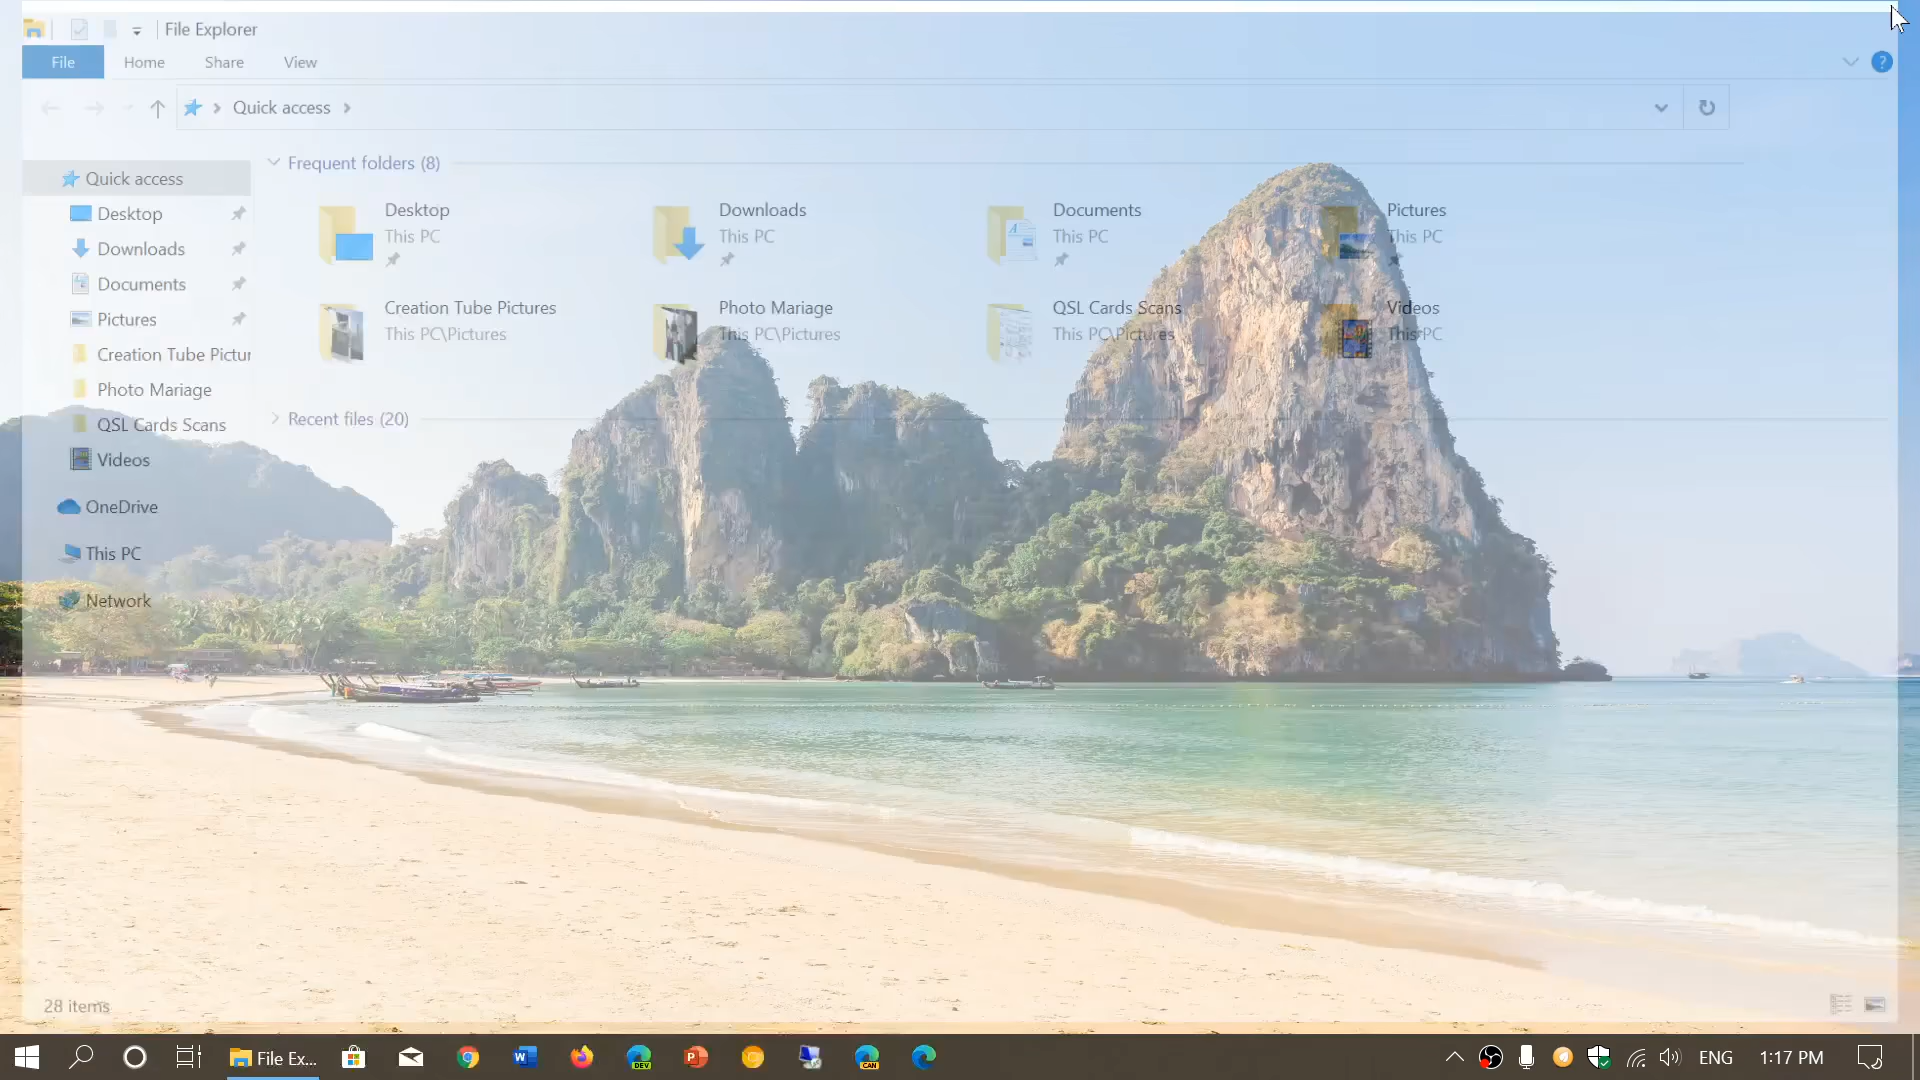 File Explorer
File Home Share View
Quick access
Frequent folders (8)
Quick access
Desktop
Downloads
Documents
Pictures
Creation Tube Pictur
Photo Mariage
QSL Cards Scans
Videos
OneDrive
This PC
Network
Desktop
This PC
Downloads
This PC
Documents
This PC
Pictures
This PC
Creation Tube Pictures
This PC\Pictures
Photo Mariage
This PC\Pictures
QSL Cards Scans
This PC\Pictures
Videos
This PC
Recent files (20)
28 items
File Ex...
W
DEV
P
CAN
ENG
1:17 PM